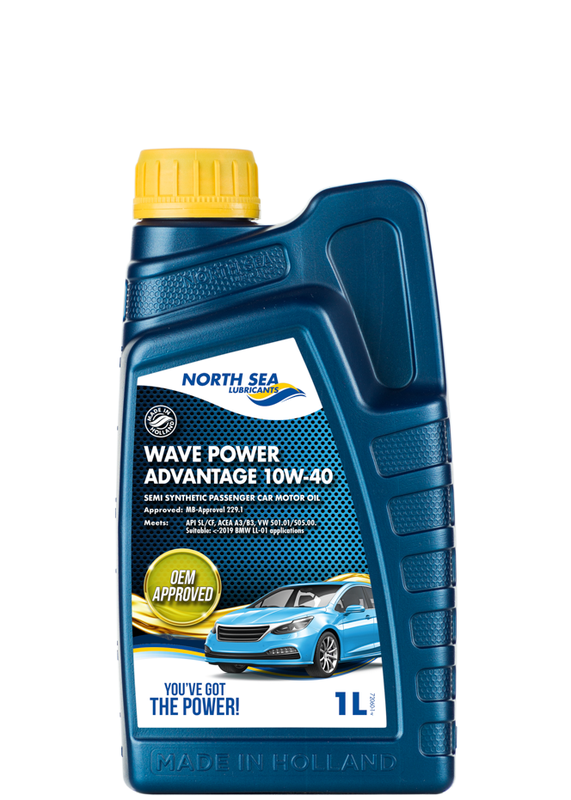 NORTH SEA
NORTH SEA
LUBRICANTS
MADE IN
HOLLAND
WAVE POWER
ADVANTAGE 10W-40
SEMI SYNTHETIC PASSENGER CAR MOTOR OIL
Approved: MB-Approval 229.1
Meets: API SL/CF, ACEA A3/B3, VW 501.01/505.00.
Suitable: <-2019 BMW LL-01 applications
OEM
APPROVED
YOU'VE GOT
THE POWER!
1L
MADE IN HOLLAND